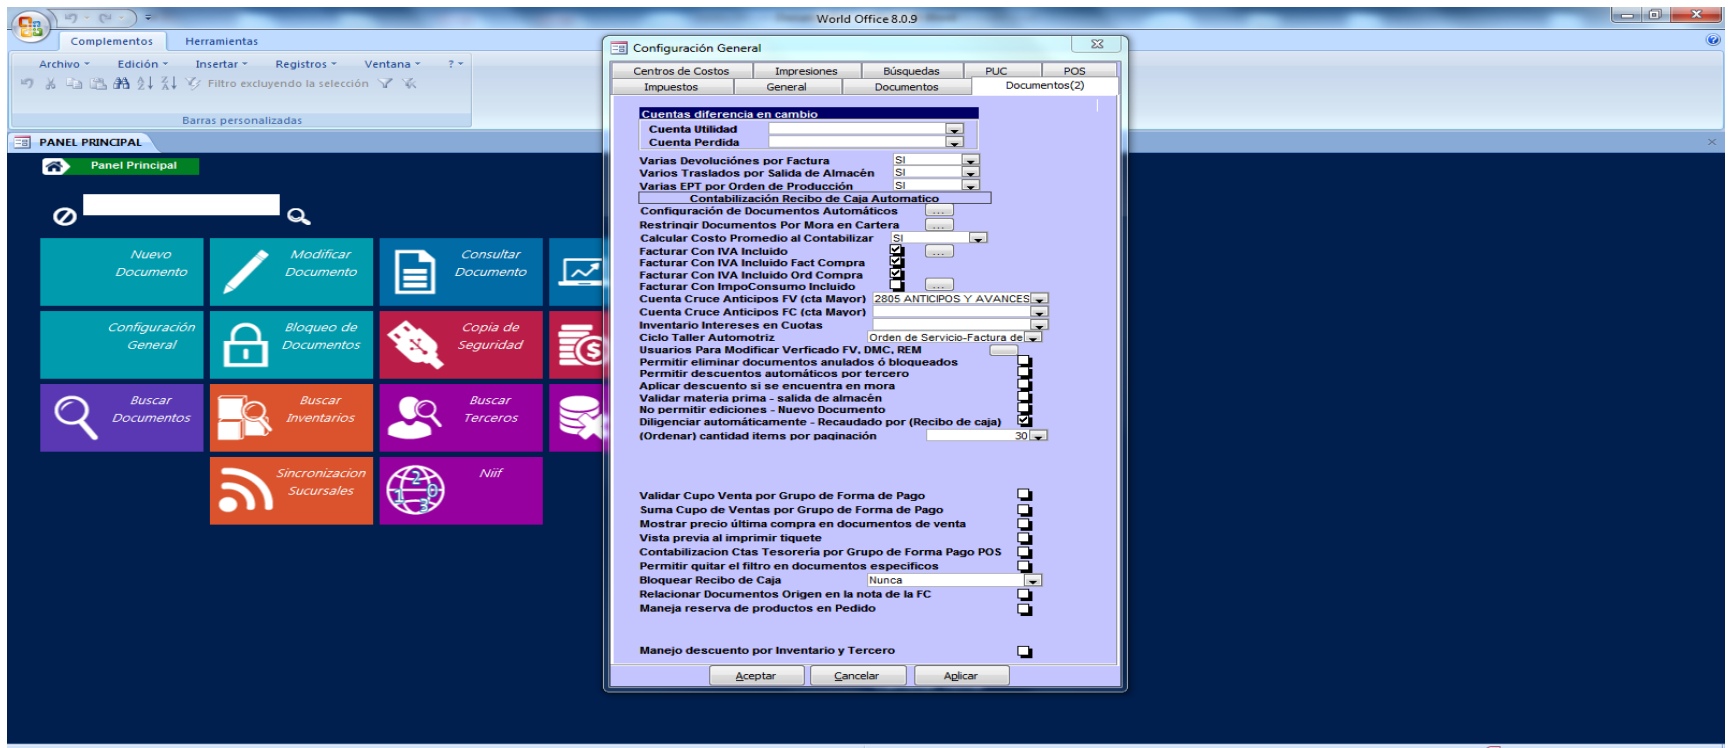 World Office 8.0.9
Complementos Herramientas
Archivo Edición Insertar Registros Ventana ?
Filtro excluyendo la selección
Barras personalizadas
PANEL PRINCIPAL
Panel Principal
Nuevo Documento
Modificar Documento
Consultar Documento
Configuración General
Bloqueo de Documentos
Copia de Seguridad
Buscar Documentos
Buscar Inventarios
Buscar Terceros
Sincronizacion Sucursales
Niif
Configuración General
Centros de Costos Impresiones Búsquedas PUC POS
Impuestos General Documentos Documentos(2)
Cuentas diferencia en cambio
Cuenta Utilidad
Cuenta Perdida
Varias Devoluciónes por Factura SI
Varios Traslados por Salida de Almacén SI
Varias EPT por Orden de Producción SI
Contabilización Recibo de Caja Automatico
Configuración de Documentos Automáticos ...
Restringir Documentos Por Mora en Cartera ...
Calcular Costo Promedio al Contabilizar SI
Facturar Con IVA Incluido ...
Facturar Con IVA Incluido Fact Compra
Facturar Con IVA Incluido Ord Compra
Facturar Con ImpoConsumo Incluido ...
Cuenta Cruce Anticipos FV (cta Mayor) 2805 ANTICIPOS Y AVANCES
Cuenta Cruce Anticipos FC (cta Mayor)
Inventario Intereses en Cuotas
Ciclo Taller Automotriz Orden de Servicio-Factura de
Usuarios Para Modificar Verficado FV, DMC, REM
Permitir eliminar documentos anulados ó bloqueados
Permitir descuentos automáticos por tercero
Aplicar descuento si se encuentra en mora
Validar materia prima - salida de almacén
No permitir ediciones - Nuevo Documento
Diligenciar automáticamente - Recaudado por (Recibo de caja)
(Ordenar) cantidad items por paginación 30
Validar Cupo Venta por Grupo de Forma de Pago
Suma Cupo de Ventas por Grupo de Forma de Pago
Mostrar precio última compra en documentos de venta
Vista previa al imprimir tiquete
Contabilizacion Ctas Tesorería por Grupo de Forma Pago POS
Permitir quitar el filtro en documentos especificos
Bloquear Recibo de Caja Nunca
Relacionar Documentos Origen en la nota de la FC
Maneja reserva de productos en Pedido
Manejo descuento por Inventario y Tercero
Aceptar Cancelar Aplicar